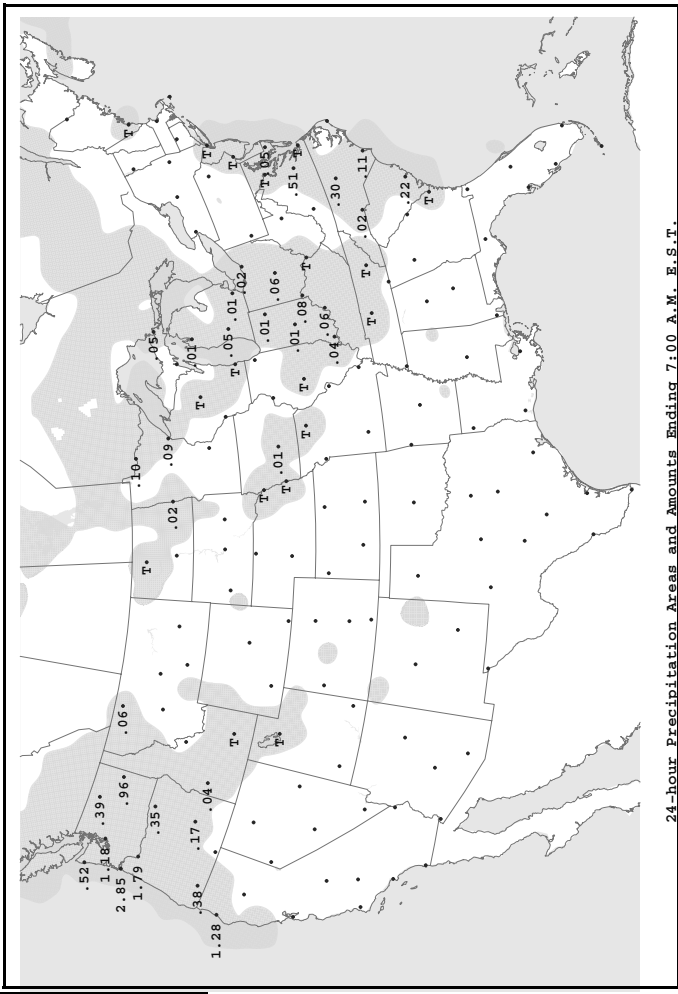 .52
.39
1.18
2.85
.96
.06
T
1.79
T
.10
.35
.05
.02
.09
.01
.38
.17
.04
T
T
1.28
T
T
.05
.01
T
.02
T
.01
T
.05
T
.01
.06
T
.01
.51
T
T
.08
T
T
.06
.04
.30
.02
.11
T
T
.22
T
24-hour Precipitation Areas and Amounts Ending 7:00 A.M. E.S.T.